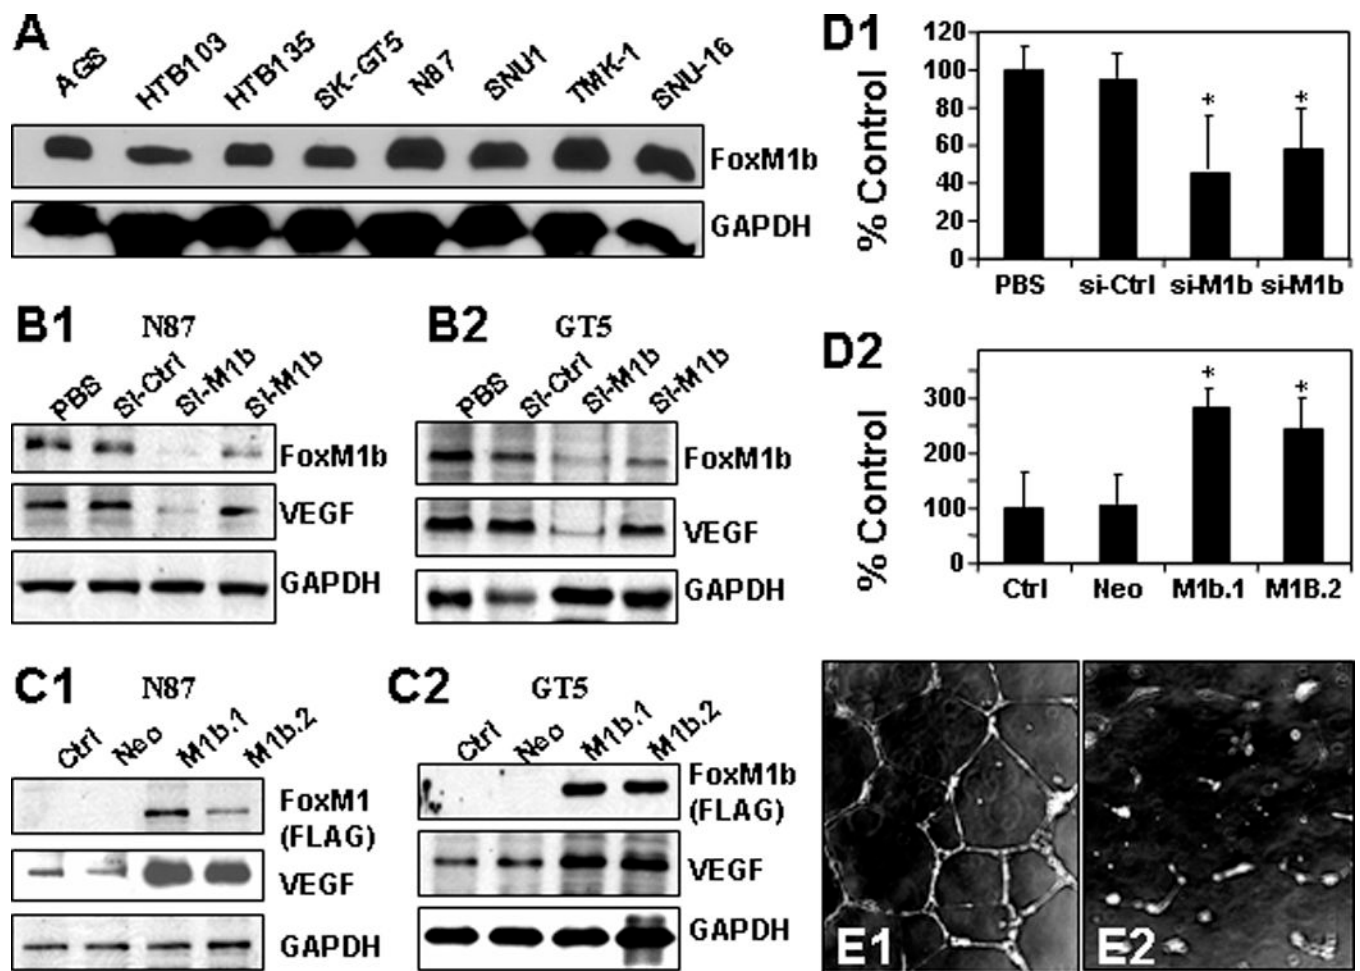 A
AGS HTB103 HTB135 SK-GT5 N87 SNU1 TMK-1 SNU-16
FoxM1b
GAPDH
B1 N87
PBS SI-Ctrl SI-M1b SI-M1b
FoxM1b
VEGF
GAPDH
B2 GT5
PBS SI-Ctrl SI-M1b SI-M1b
FoxM1b
VEGF
GAPDH
C1 N87
Ctrl Neo M1b.1 M1b.2
FoxM1
(FLAG)
VEGF
GAPDH
C2 GT5
Ctrl Neo M1b.1 M1b.2
FoxM1b
(FLAG)
VEGF
GAPDH
D1
% Control
120
100
80
60
40
20
0
* *
PBS si-Ctrl si-M1b si-M1b
D2
% Control
300
200
100
0
* *
Ctrl Neo M1b.1 M1B.2
E1 E2